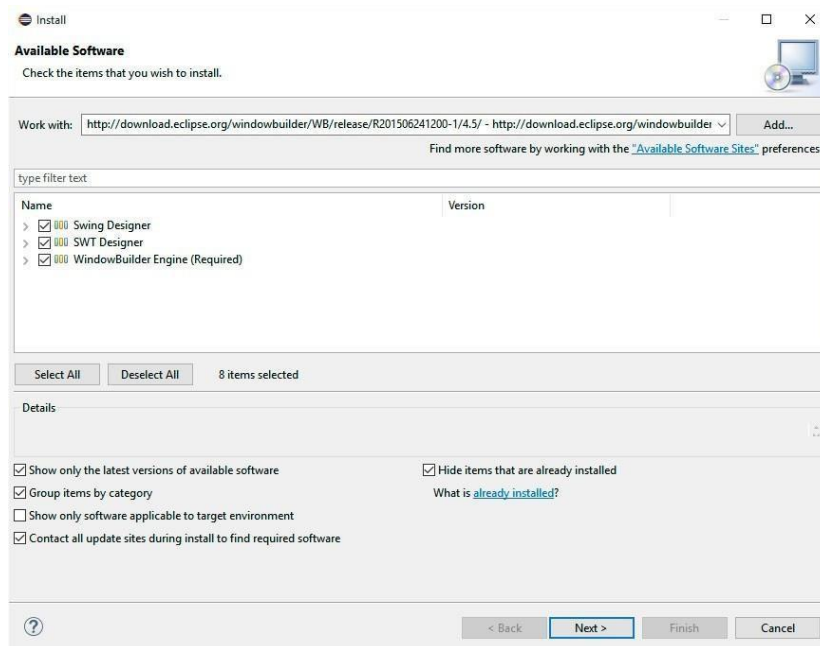 Install
Available Software
Check the items that you wish to install.
Work with: http://download.eclipse.org/windowbuilder/WB/release/R201506241200-1/4.5/ - http://download.eclipse.org/windowbuilder Add...
Find more software by working with the "Available Software Sites" preferences
type filter text
Name Version
Swing Designer
SWT Designer
WindowBuilder Engine (Required)
Select All Deselect All 8 items selected
Details
Show only the latest versions of available software Hide items that are already installed
Group items by category What is already installed?
Show only software applicable to target environment
Contact all update sites during install to find required software
? < Back Next > Finish Cancel